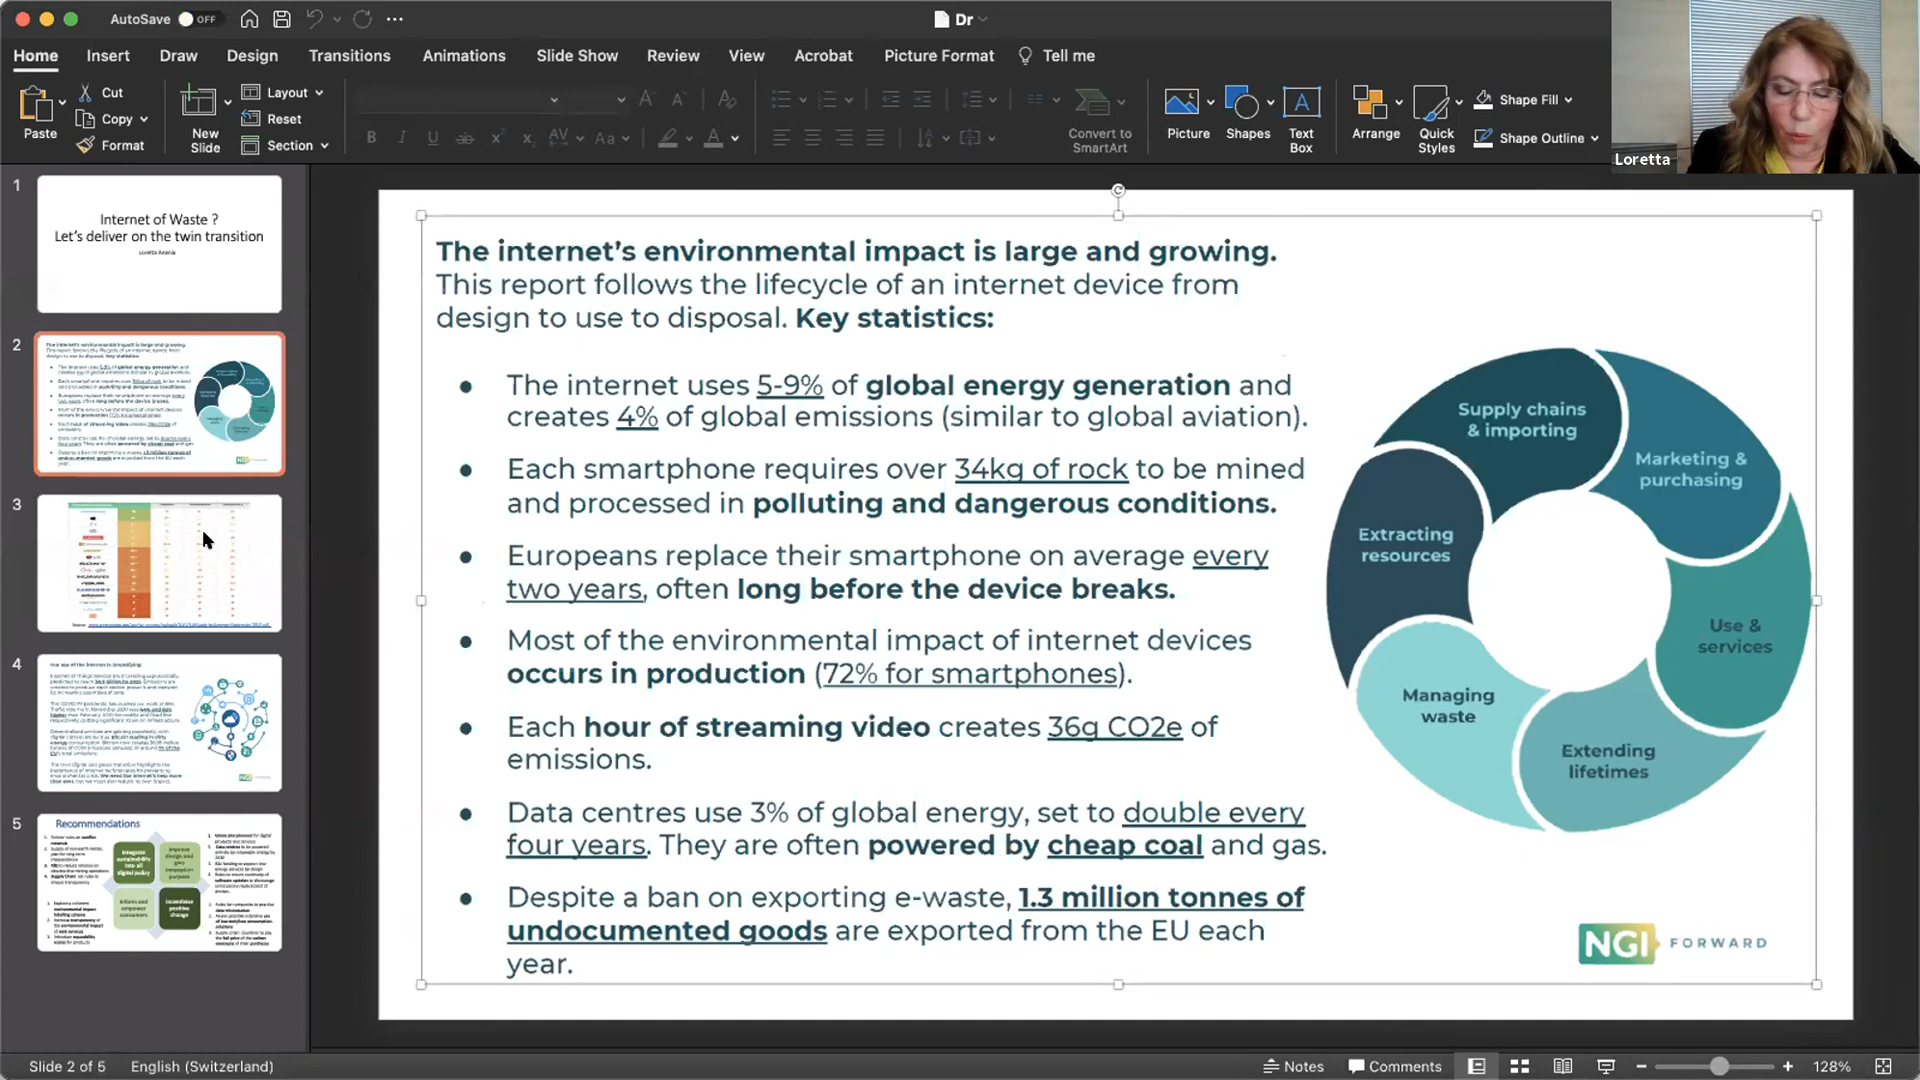 AutoSave OFF
Dr
Home Insert Draw Design Transitions Animations Slide Show Review View Acrobat Picture Format Tell me
Paste
Cut
Copy
Format
New Slide
Layout
Reset
Section
Convert to SmartArt
Picture
Shapes
Text Box
Arrange
Quick Styles
Shape Fill
Shape Outline
Loretta
1
Internet of Waste ?
Let's deliver on the twin transition
Loretta Anania
2
3
4
5
Recommendations
The internet's environmental impact is large and growing.
This report follows the lifecycle of an internet device from
design to use to disposal. Key statistics:
● The internet uses 5-9% of global energy generation and
creates 4% of global emissions (similar to global aviation).
● Each smartphone requires over 34kg of rock to be mined
and processed in polluting and dangerous conditions.
● Europeans replace their smartphone on average every
two years, often long before the device breaks.
● Most of the environmental impact of internet devices
occurs in production (72% for smartphones).
● Each hour of streaming video creates 36g CO2e of
emissions.
● Data centres use 3% of global energy, set to double every
four years. They are often powered by cheap coal and gas.
● Despite a ban on exporting e-waste, 1.3 million tonnes of
undocumented goods are exported from the EU each
year.
Supply chains
& importing
Marketing &
purchasing
Extracting
resources
Use &
services
Managing
waste
Extending
lifetimes
NGI FORWARD
Slide 2 of 5 English (Switzerland)
Notes Comments 128%